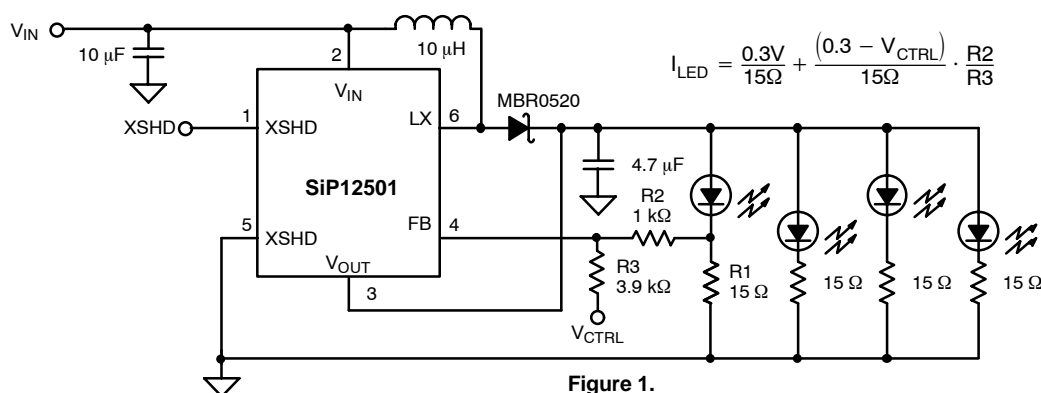 V_IN
10 μF
10 μH
I_LED = 0.3V/15Ω + (0.3 − V_CTRL)/15Ω · R2/R3
2
V_IN
MBR0520
XSHD
1
XSHD
LX
6
SiP12501
4.7 μF
R2
1 kΩ
5
XSHD
FB
4
V_OUT
3
R3
3.9 kΩ
R1
15 Ω
15 Ω
15 Ω
15 Ω
V_CTRL
Figure 1.